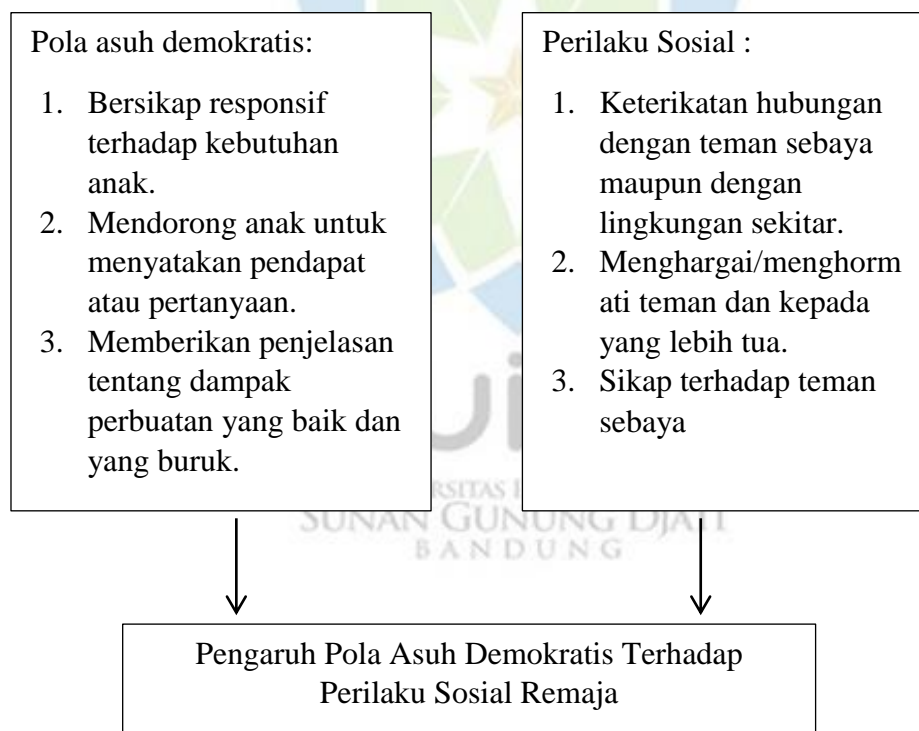 Pola asuh demokratis:
1. Bersikap responsif
terhadap kebutuhan
anak.
2. Mendorong anak untuk
menyatakan pendapat
atau pertanyaan.
3. Memberikan penjelasan
tentang dampak
perbuatan yang baik dan
yang buruk.
Perilaku Sosial :
1. Keterikatan hubungan
dengan teman sebaya
maupun dengan
lingkungan sekitar.
2. Menghargai/menghorm
ati teman dan kepada
yang lebih tua.
3. Sikap terhadap teman
sebaya
SUNAN GUNUNG DJATI
BANDUNG
Pengaruh Pola Asuh Demokratis Terhadap
Perilaku Sosial Remaja